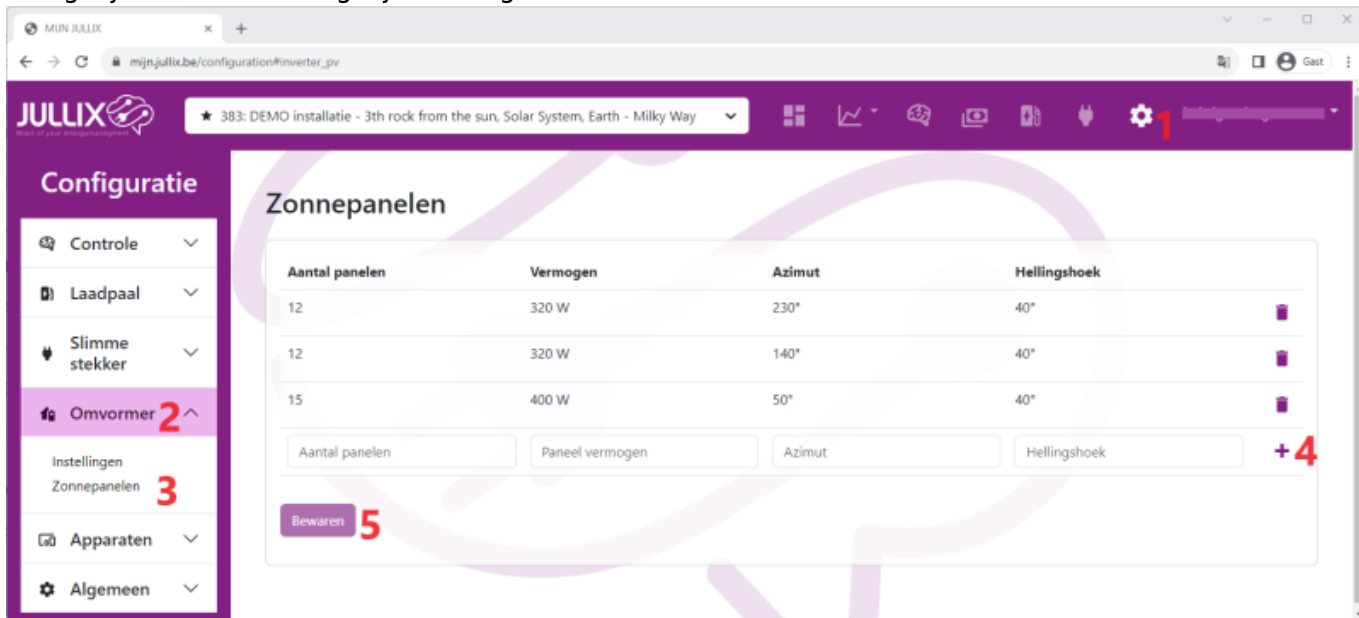 MIJN JULLIX
mijn.jullix.be/configuration#inverter_pv
Gast
JULLIX
383: DEMO installatie - 3th rock from the sun, Solar System, Earth - Milky Way
1
Configuratie
Controle
Laadpaal
Slimme
stekker
Omvormer 2
Instellingen
Zonnepanelen 3
Apparaten
Algemeen
Zonnepanelen
Aantal panelen Vermogen Azimut Hellingshoek
12 320 W 230° 40°
12 320 W 140° 40°
15 400 W 50° 40°
Aantal panelen Paneel vermogen Azimut Hellingshoek + 4
Bewaren 5